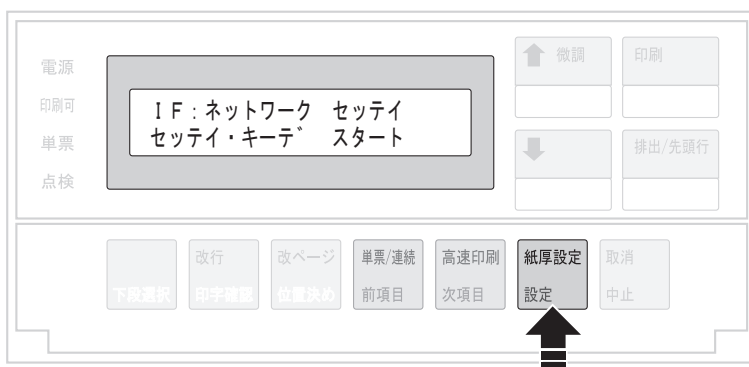 電源
印刷可
単票
点検
IF:ネットワーク セッテイ
セッテイ・キーデ゛ スタート
微調
印刷
排出/先頭行
下段選択
改行
印字確認
改ページ
位置決め
単票/連続
前項目
高速印刷
次項目
紙厚設定
設定
取消
中止